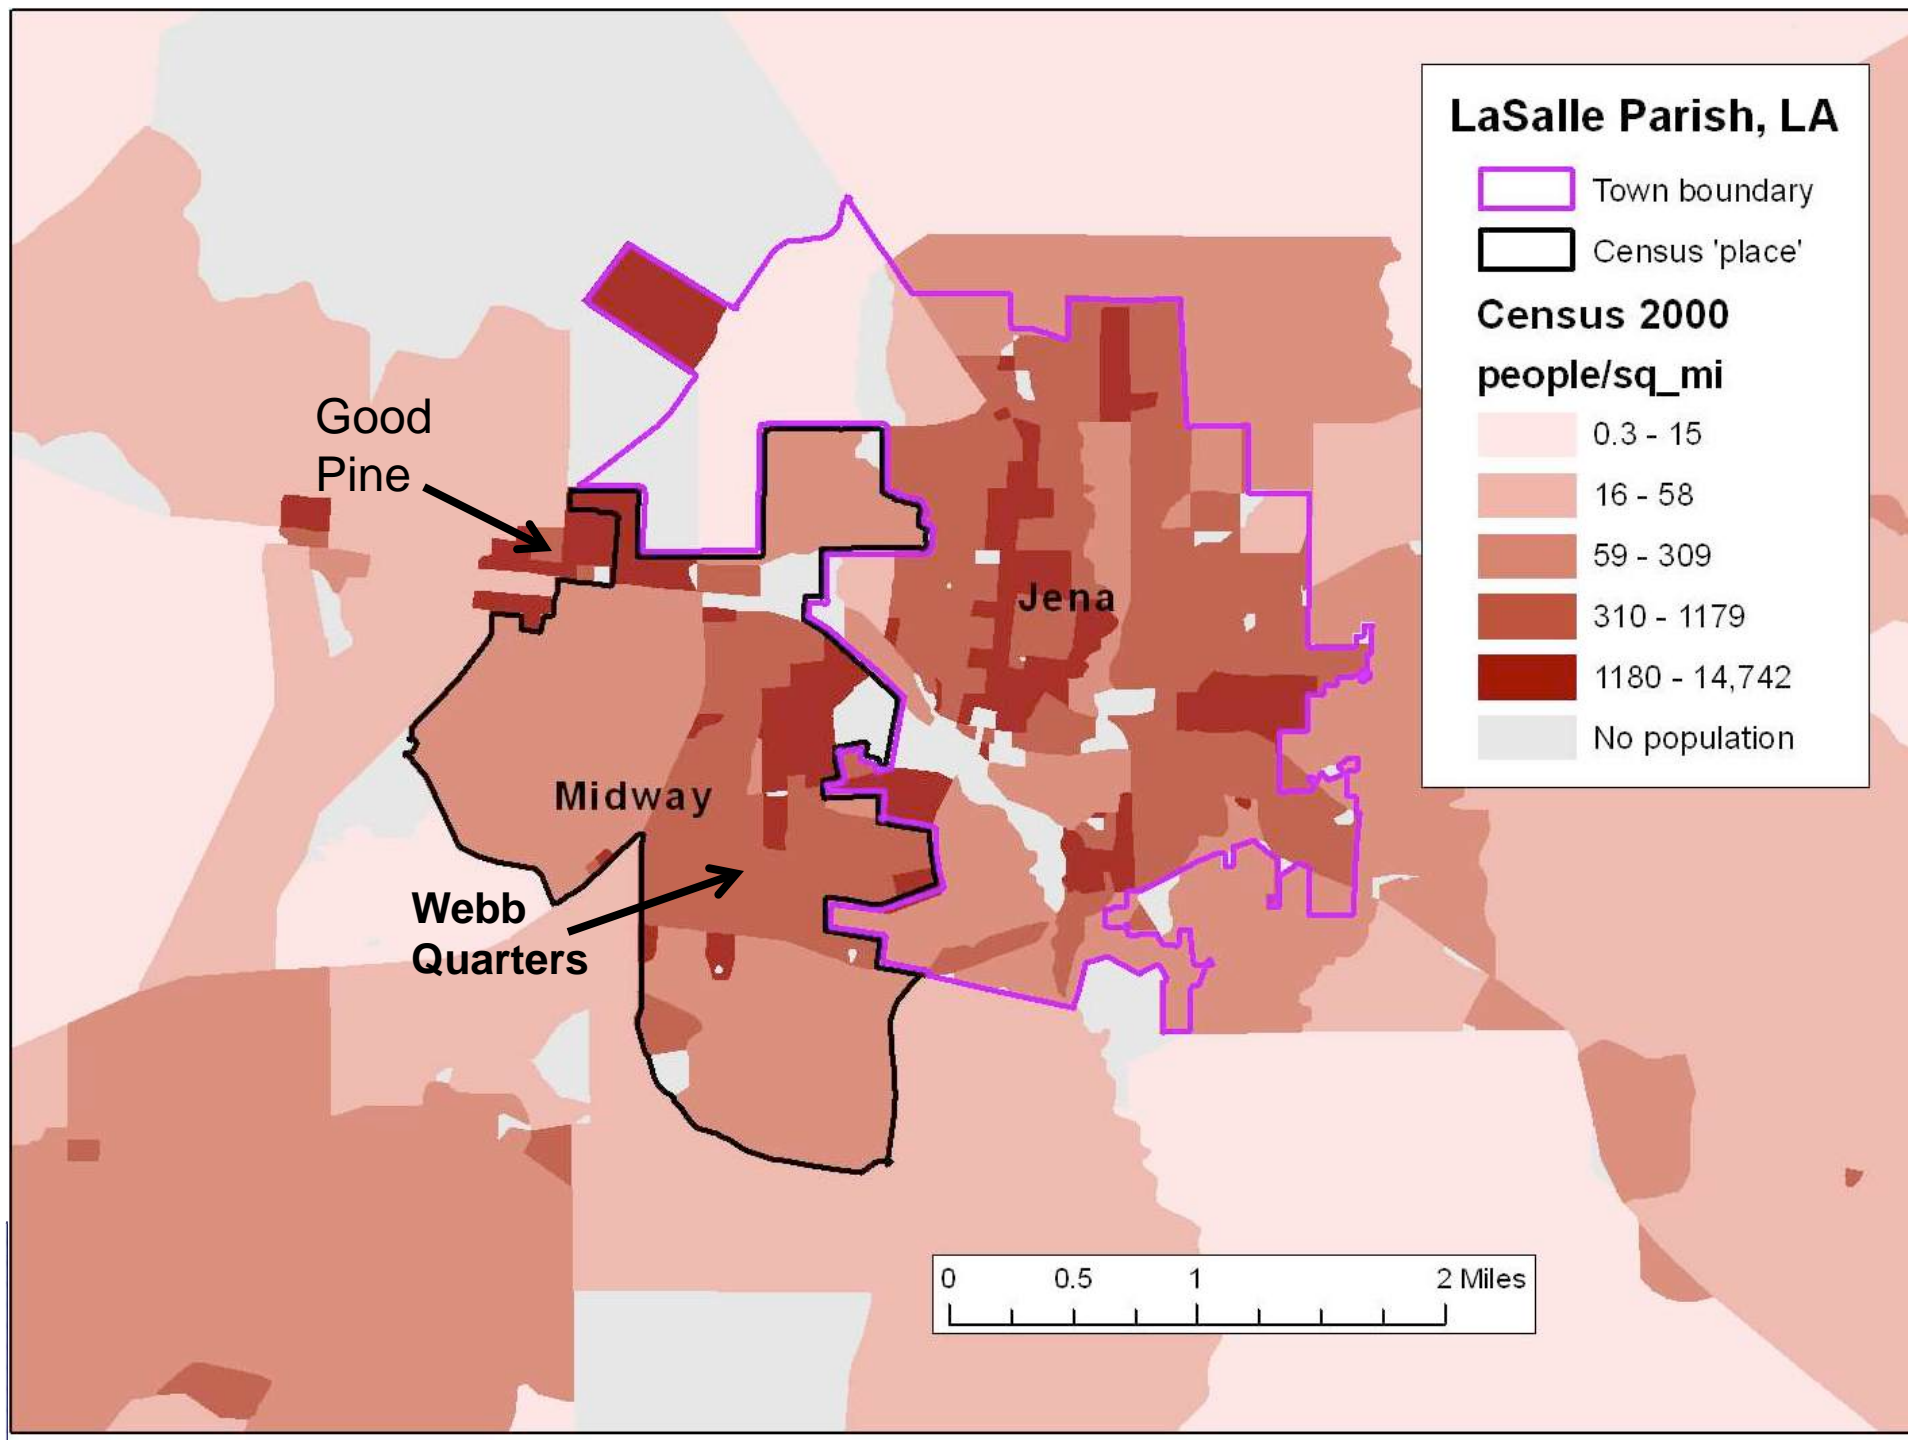 LaSalle Parish, LA
Town boundary
Census 'place'
Census 2000
people/sq_mi
0.3 - 15
16 - 58
59 - 309
310 - 1179
1180 - 14,742
No population
Good
Pine
Jena
Midway
Webb
Quarters
0 0.5 1 2 Miles